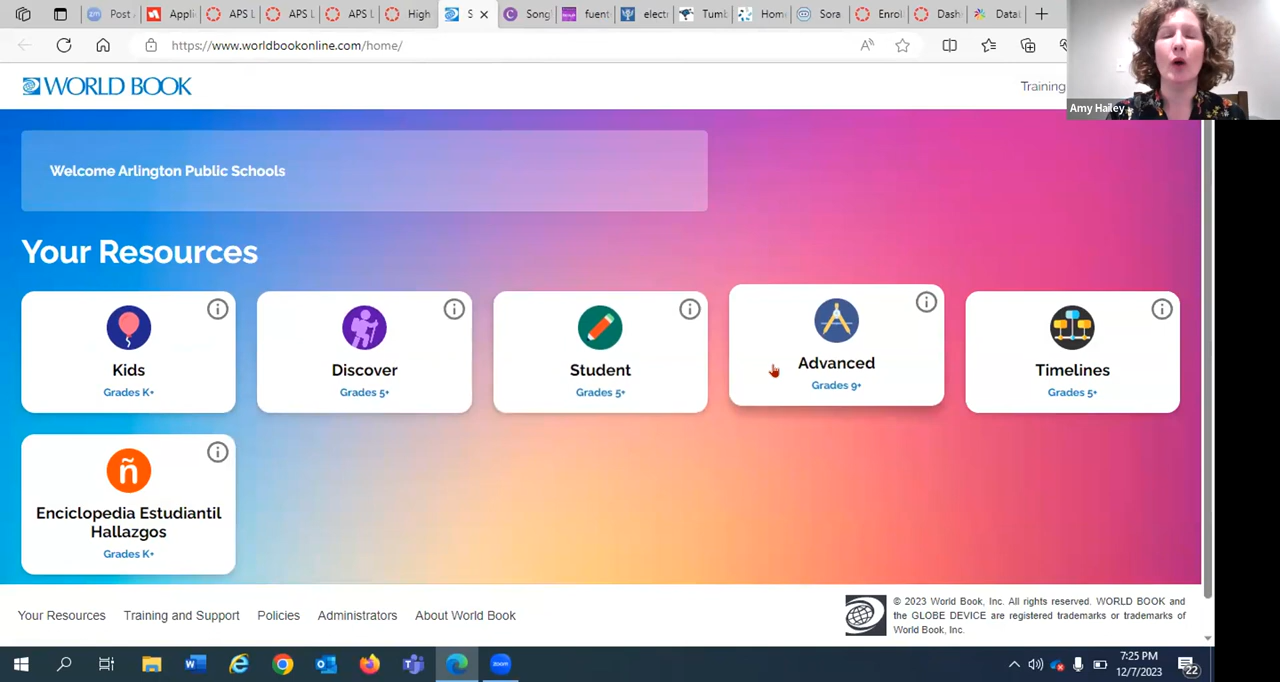 Post
Appli
APS L
APS L
APS L
High
S
Song
fuent
electr
Tumb
Home
Sora
Enrol
Dash
Datal
https://www.worldbookonline.com/home/
WORLD BOOK
Training
Amy Hailey
Welcome Arlington Public Schools
Your Resources
Kids
Grades K+
Discover
Grades 5+
Student
Grades 5+
Advanced
Grades 9+
Timelines
Grades 5+
ñ
Enciclopedia Estudiantil
Hallazgos
Grades K+
Your Resources
Training and Support
Policies
Administrators
About World Book
© 2023 World Book, Inc. All rights reserved. WORLD BOOK and
the GLOBE DEVICE are registered trademarks or trademarks of
World Book, Inc.
zoom
7:25 PM
12/7/2023
22